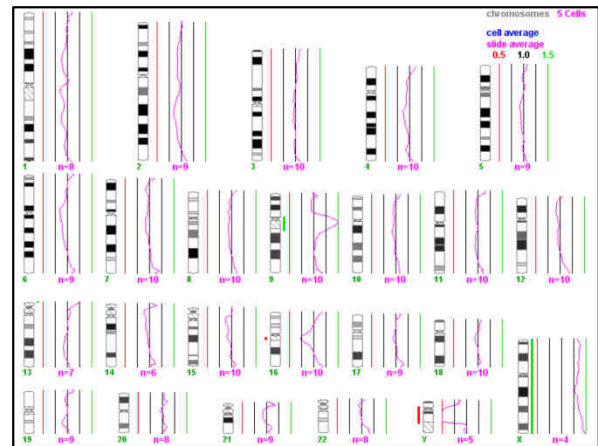 chromosomes 5 Cells
cell average
slide average
0.5 1.0 1.5
1 n=8
2 n=9
3 n=10
4 n=10
5 n=9
6 n=9
7 n=10
8 n=10
9 n=10
10 n=10
11 n=10
12 n=10
13 n=7
14 n=6
15 n=10
16 n=10
17 n=9
18 n=10
19 n=9
20 n=8
21 n=9
22 n=8
Y n=5
X n=4